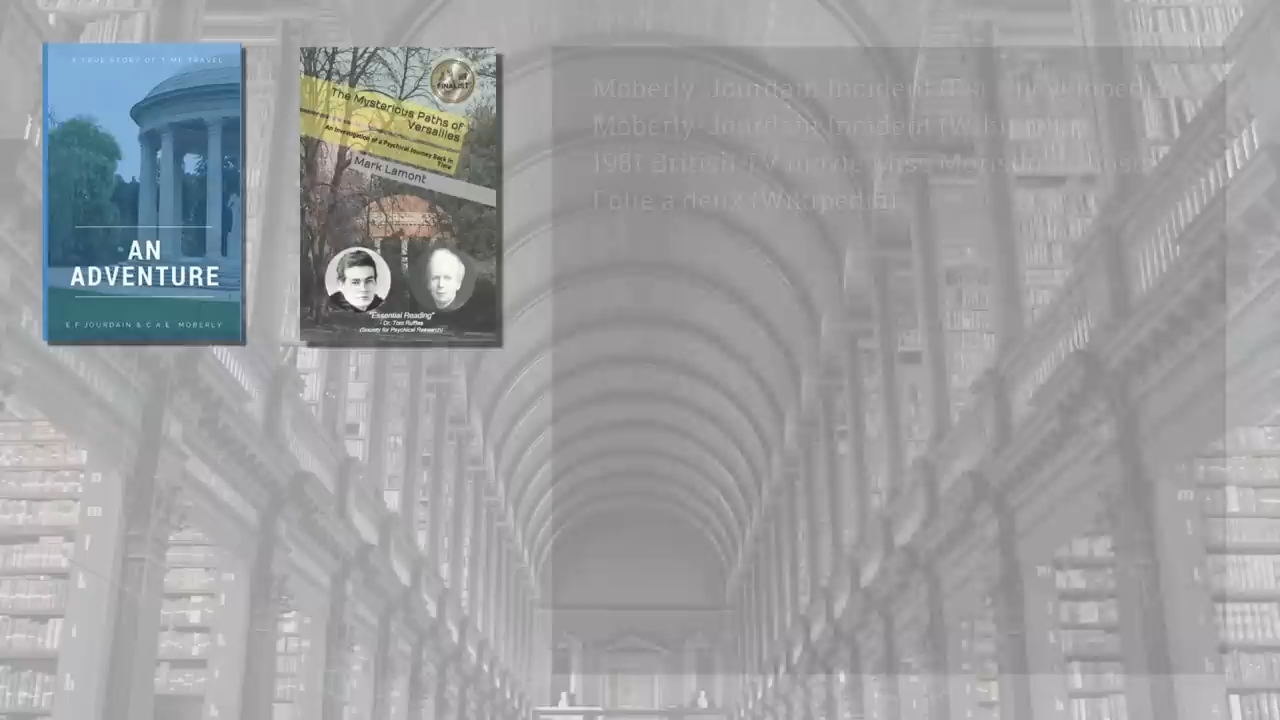 A TRUE STORY OF TIME TRAVEL
AN
ADVENTURE
E.F JOURDAIN & C.A.E. MOBERLY
FINALIST
The Mysterious Paths of
Versailles
An Investigation of a Psychical Journey Back in
Time
Mark Lamont
"Essential Reading"
- Dr. Tom Ruffles
(Society for Psychical Research)
Moberly-Jourdain Incident
Moberly-Jourdain Incident
1981 British TV
Folie à deux (Wikipedia)